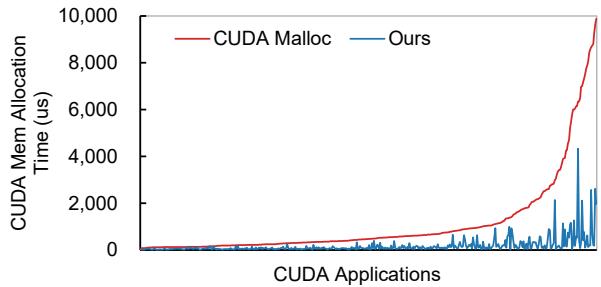 10,000
8,000
6,000
4,000
2,000
0
CUDA Mem Allocation
Time (us)
CUDA Malloc
Ours
CUDA Applications